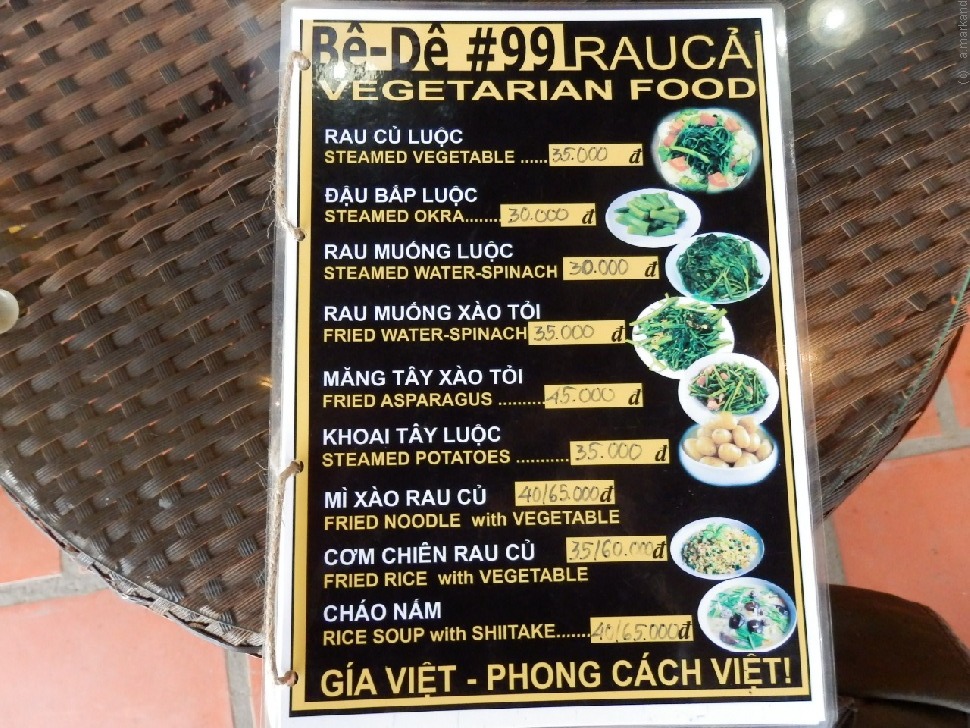 Bê-Dê #99 RAUCẢi
VEGETARIAN FOOD
RAU CỦ LUỘC
STEAMED VEGETABLE ......35.000 đ
ĐẬU BẮP LUỘC
STEAMED OKRA........30.000 đ
RAU MUỐNG LUỘC
STEAMED WATER-SPINACH 30.000 đ
RAU MUỐNG XÀO TỎI
FRIED WATER-SPINACH 35.000 đ
MĂNG TÂY XÀO TỎI
FRIED ASPARAGUS ..........45.000 đ
KHOAI TÂY LUỘC
STEAMED POTATOES ...........35.000 đ
MÌ XÀO RAU CỦ 40/65.000đ
FRIED NOODLE with VEGETABLE
CƠM CHIÊN RAU CỦ 35/60.000đ
FRIED RICE with VEGETABLE
CHÁO NẤM
RICE SOUP with SHIITAKE.......40/65.000đ
GÍA VIỆT - PHONG CÁCH VIỆT!